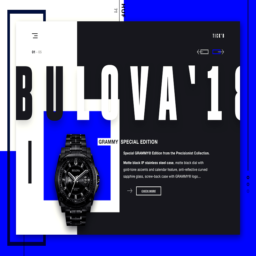 BULOVA'18
GRAMMY SPECIAL EDITION
Special GRAMMY® Edition from the Precisionist Collection.
Matte black IP stainless steel case, matte black dial with
gold-tone accents and calendar feature, anti-reflective curved
sapphire glass, screw-back case with GRAMMY® logo...